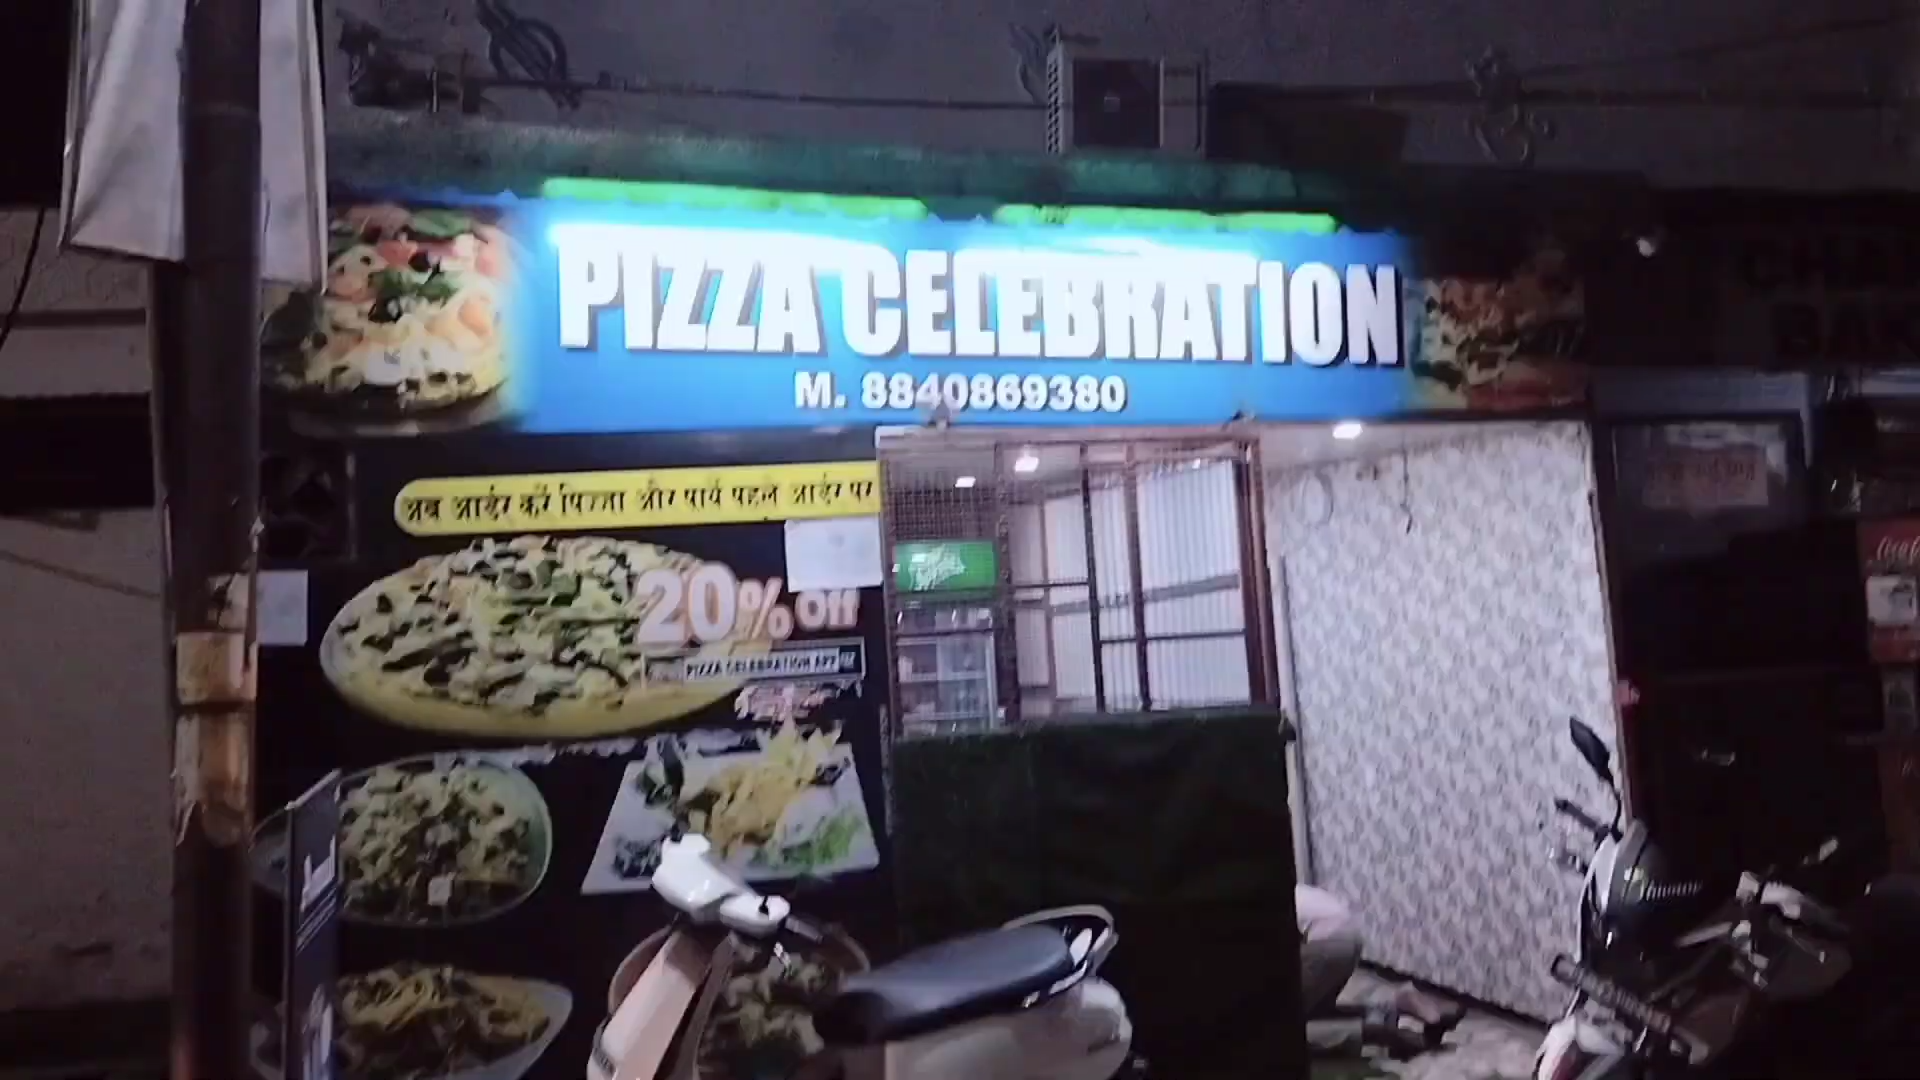 PIZZA CELEBRATION
M. 8840869380
अब आर्डर करें पिज्जा और पायें पहले आर्डर पर
20% Off
PIZZA CELEBRATION APP